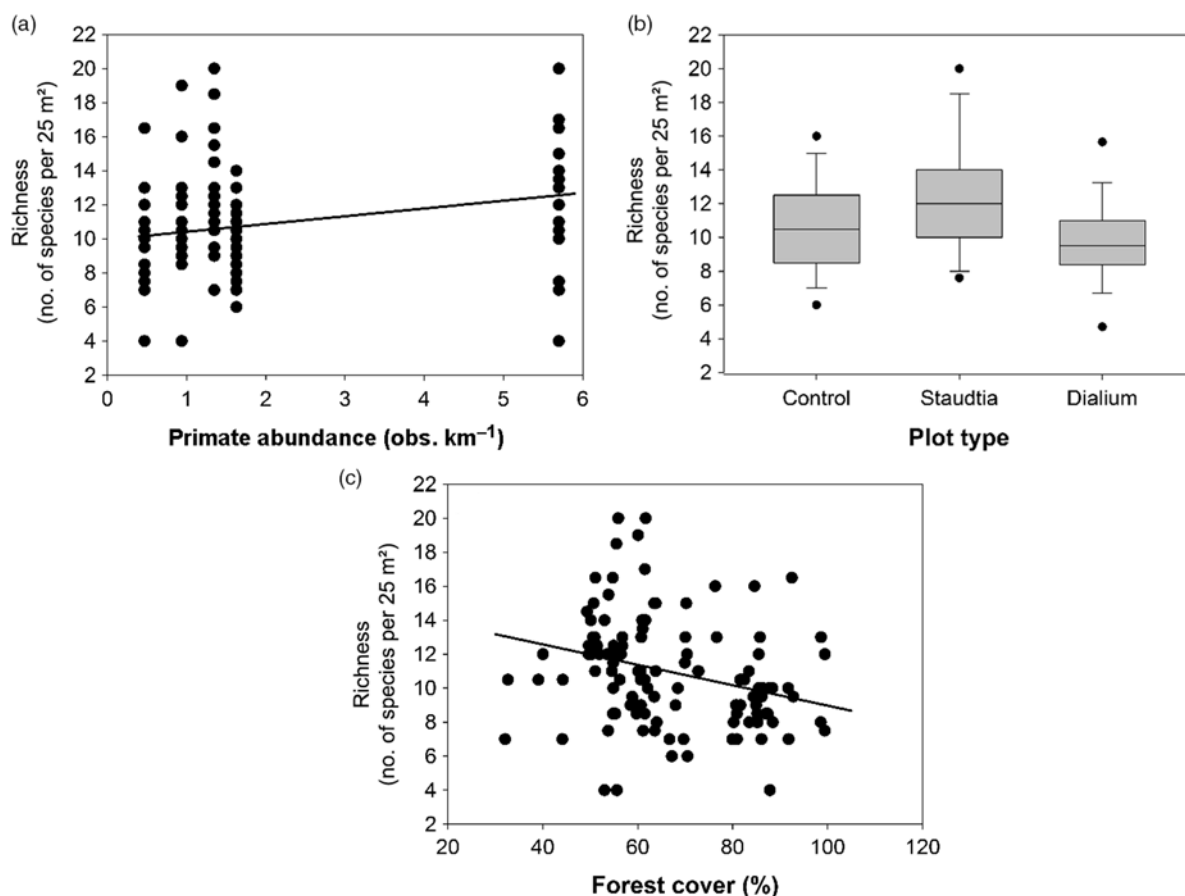 (a)
Richness
(no. of species per 25 m²)
22
20
18
16
14
12
10
8
6
4
2
0 1 2 3 4 5 6
Primate abundance (obs. km⁻¹)
(b)
Richness
(no. of species per 25 m²)
22
20
18
16
14
12
10
8
6
4
2
Control Staudtia Dialium
Plot type
(c)
Richness
(no. of species per 25 m²)
22
20
18
16
14
12
10
8
6
4
2
20 40 60 80 100 120
Forest cover (%)